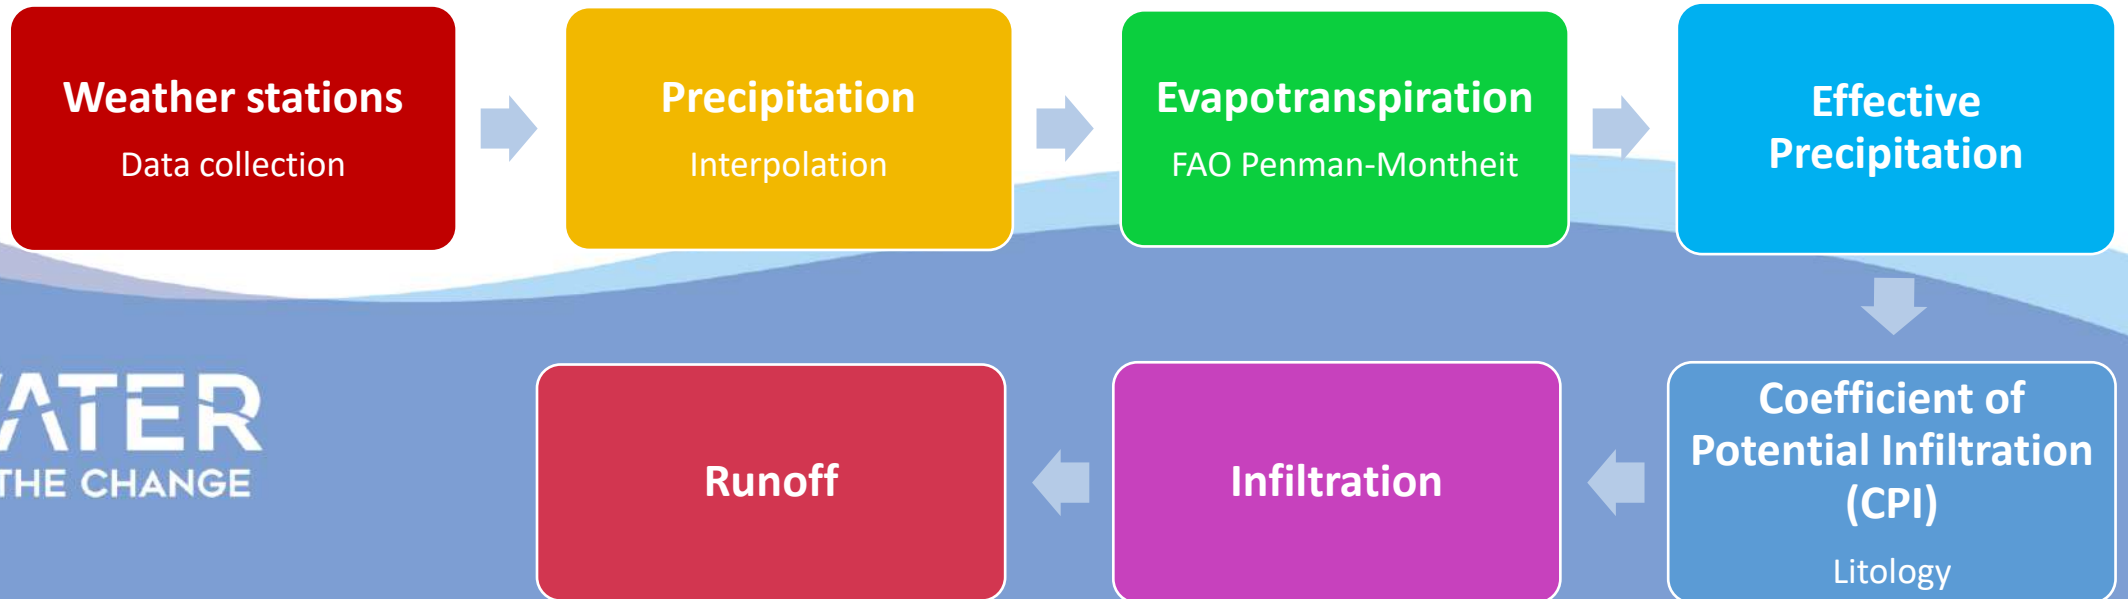 Weather stations
Data collection
Precipitation
Interpolation
Evapotranspiration
FAO Penman-Montheit
Effective
Precipitation
Coefficient of
Potential Infiltration
(CPI)
Litology
Infiltration
Runoff
THE CHANGE